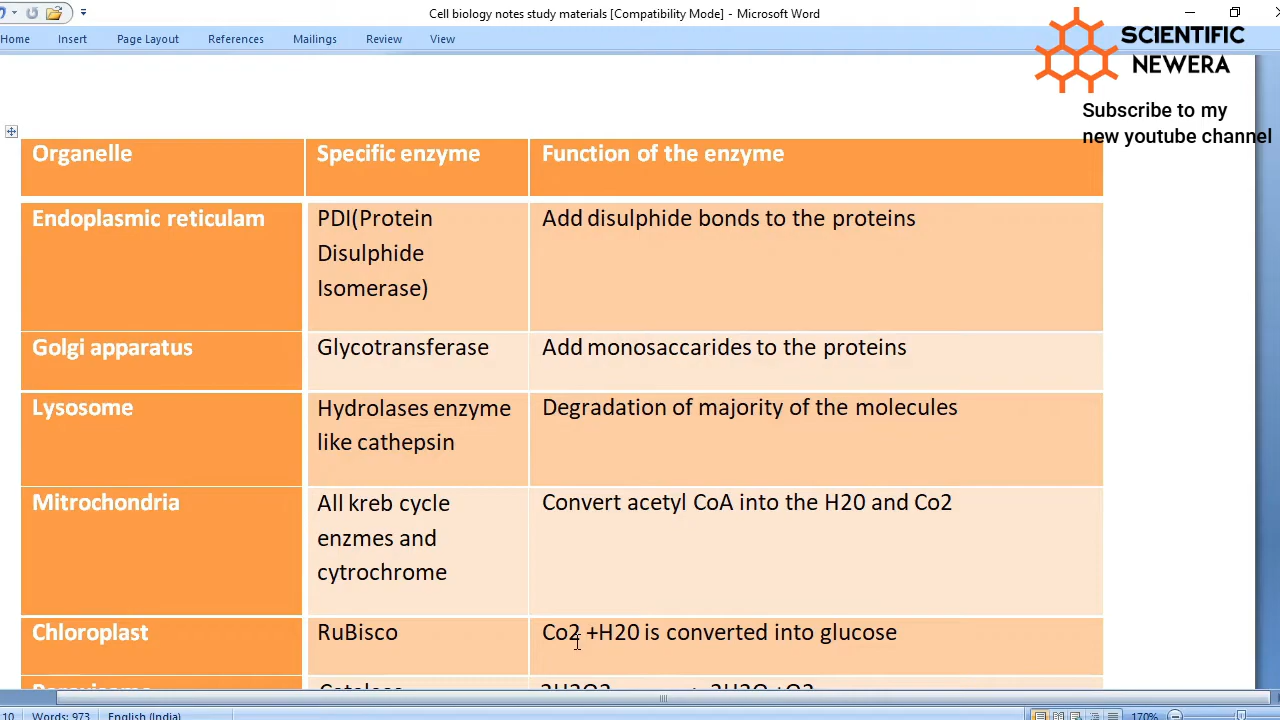 Cell biology notes study materials [Compatibility Mode] - Microsoft Word
Home Insert Page Layout References Mailings Review View
SCIENTIFIC
NEWERA
Subscribe to my
new youtube channel
Organelle Specific enzyme Function of the enzyme
Endoplasmic reticulam PDI(Protein Add disulphide bonds to the proteins
Disulphide
Isomerase)
Golgi apparatus Glycotransferase Add monosaccarides to the proteins
Lysosome Hydrolases enzyme Degradation of majority of the molecules
like cathepsin
Mitrochondria All kreb cycle Convert acetyl CoA into the H20 and Co2
enzmes and
cytrochrome
Chloroplast RuBisco Co2 +H20 is converted into glucose
10 Words: 973 English (India) 170%